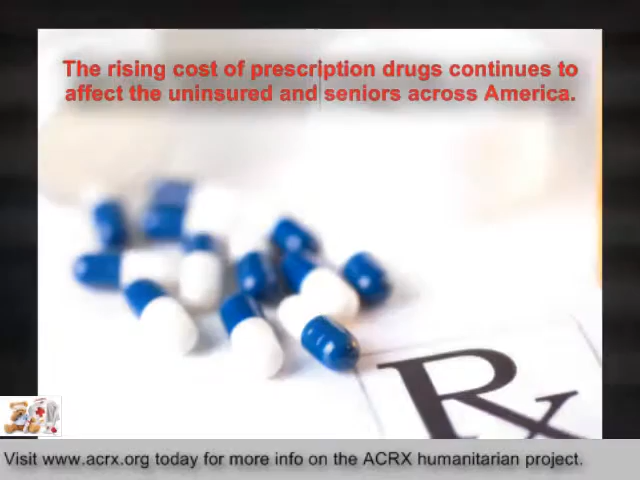 The rising cost of prescription drugs continues to
affect the uninsured and seniors across America.
Rx
Visit www.acrx.org today for more info on the ACRX humanitarian project.